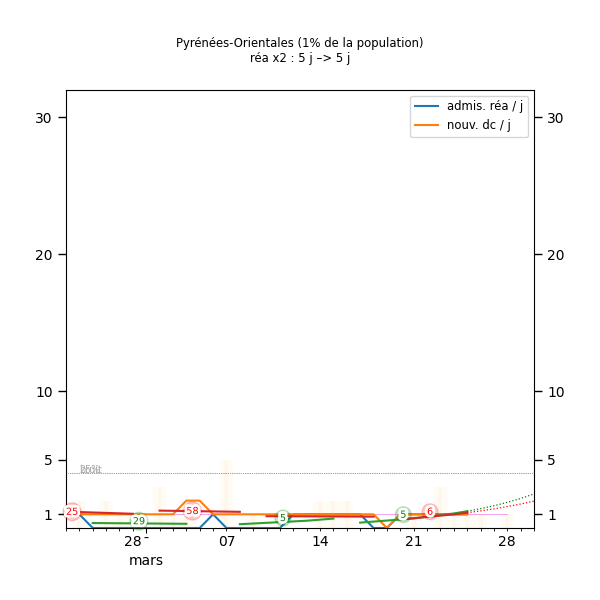 Pyrénées-Orientales (1% de la population)
réa x2 : 5 j –> 5 j
admis. réa / j
nouv. dc / j
30 30
20 20
10 10
5 5
1 1
25 29 58 5 5 6
28 07 14 21 28
mars